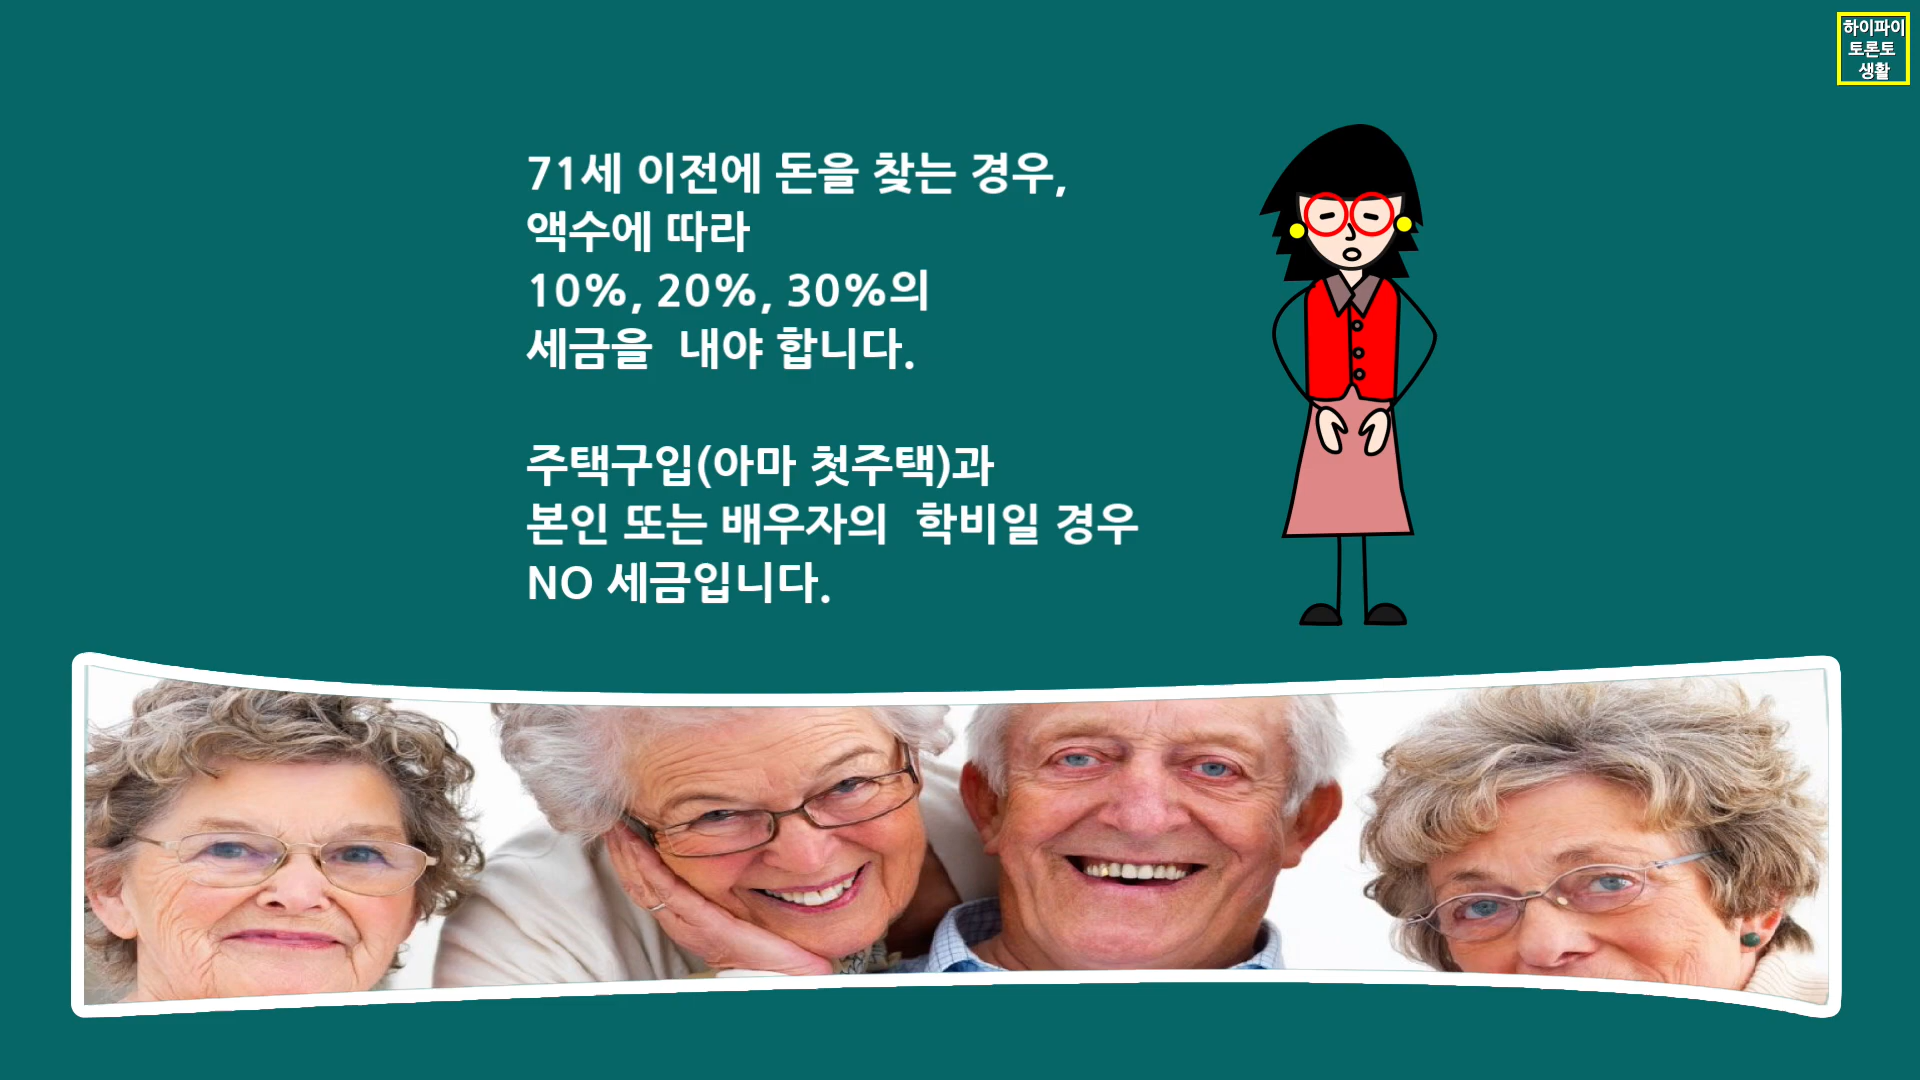 하이파이
토론토
생활
71세 이전에 돈을 찾는 경우,
액수에 따라
10%, 20%, 30%의
세금을 내야 합니다.
주택구입(아마 첫주택)과
본인 또는 배우자의 학비일 경우
NO 세금입니다.